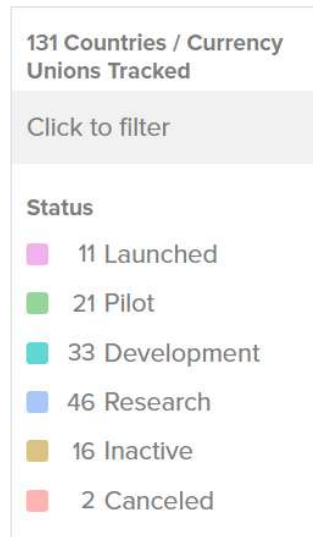 131 Countries / Currency
Unions Tracked
Click to filter
Status
11 Launched
21 Pilot
33 Development
46 Research
16 Inactive
2 Canceled